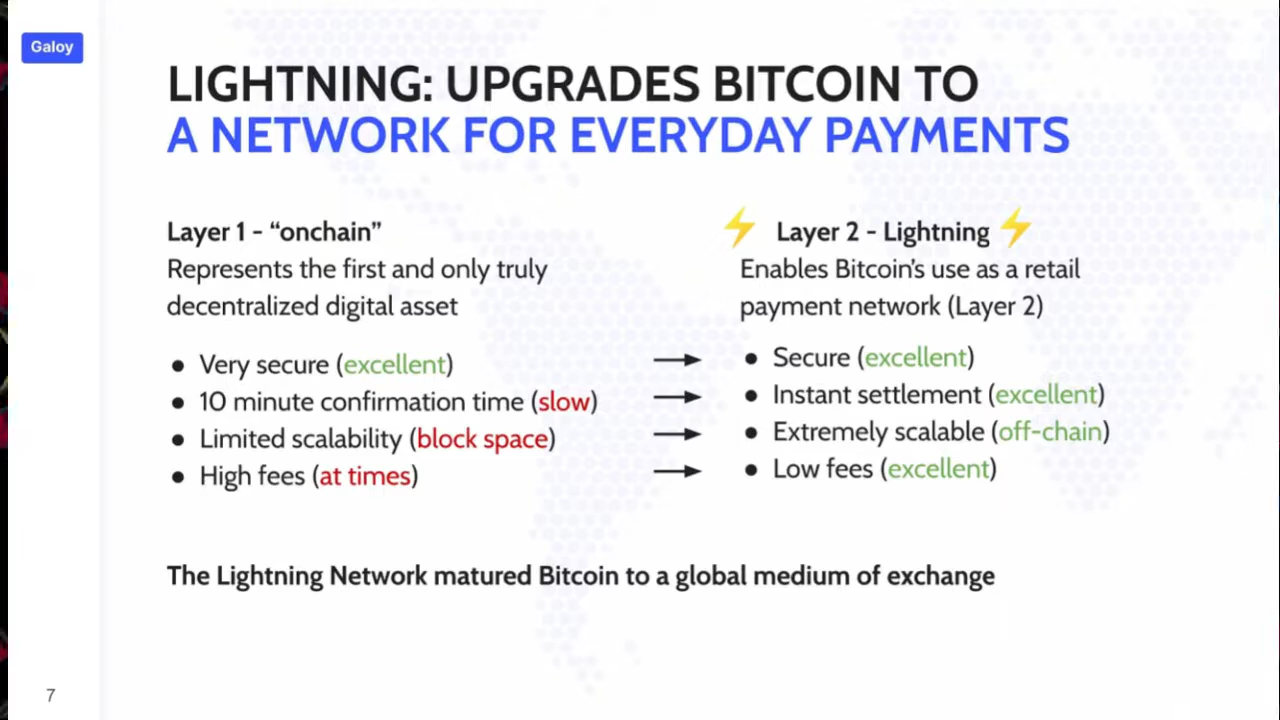 Galoy
LIGHTNING: UPGRADES BITCOIN TO
A NETWORK FOR EVERYDAY PAYMENTS
Layer 1 - “onchain”
Represents the first and only truly
decentralized digital asset
● Very secure (excellent)
● 10 minute confirmation time (slow)
● Limited scalability (block space)
● High fees (at times)
⚡ Layer 2 - Lightning ⚡
Enables Bitcoin’s use as a retail
payment network (Layer 2)
● Secure (excellent)
● Instant settlement (excellent)
● Extremely scalable (off-chain)
● Low fees (excellent)
The Lightning Network matured Bitcoin to a global medium of exchange
7